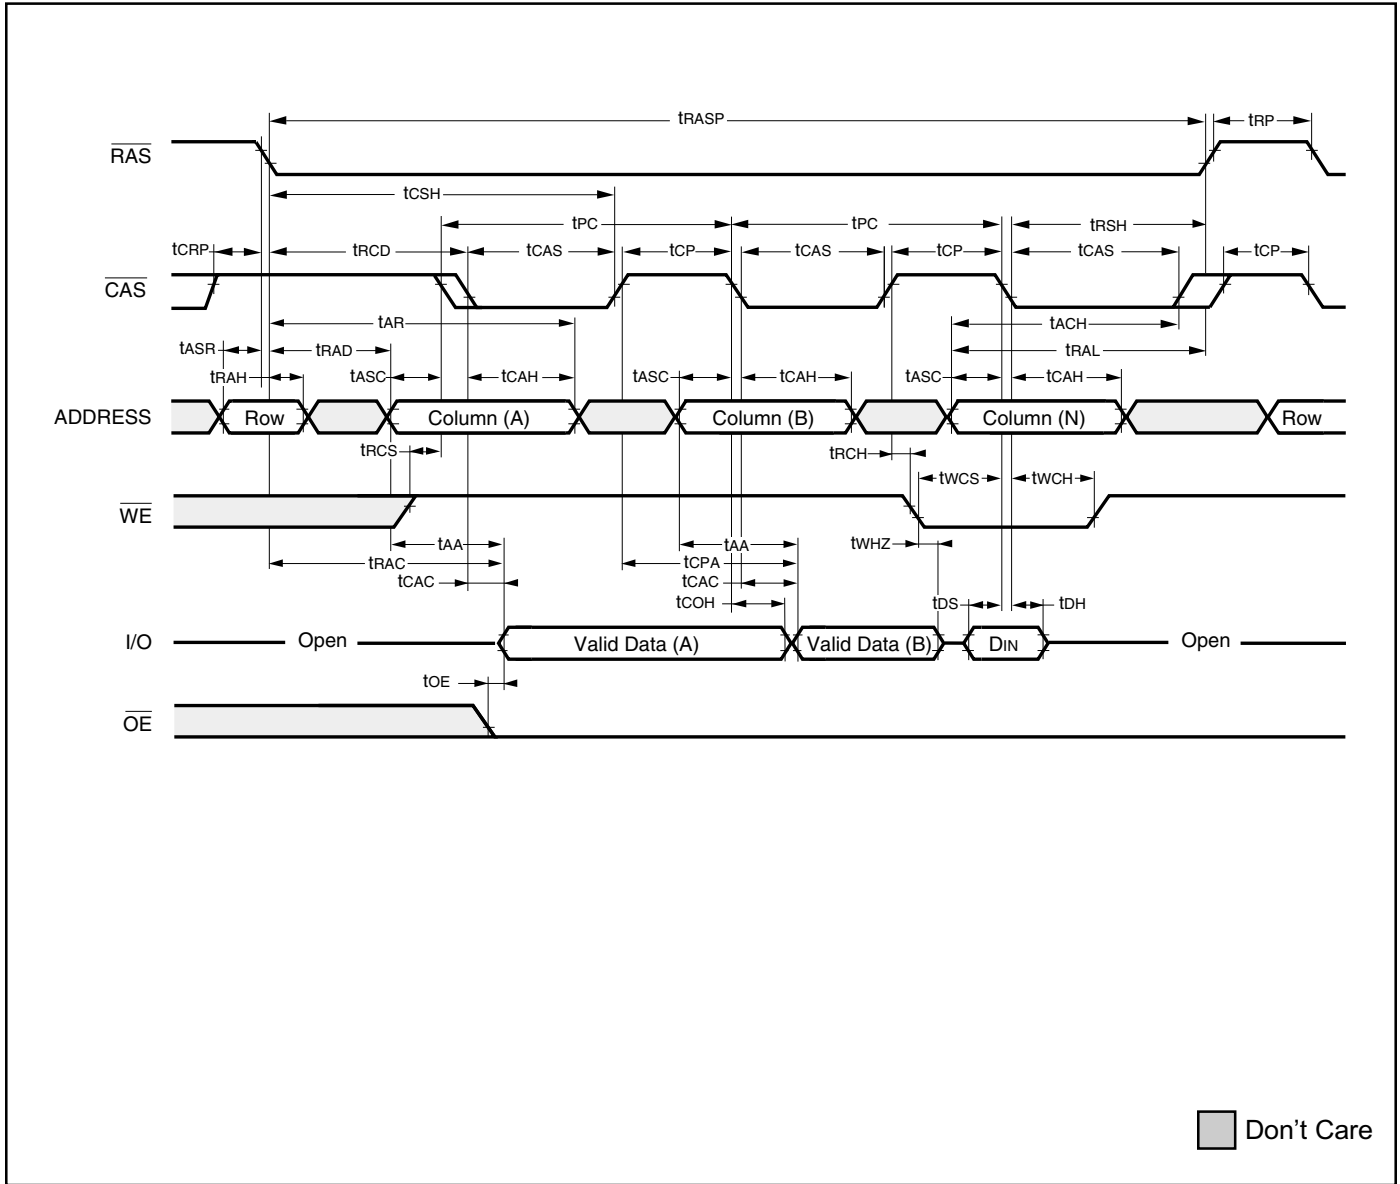 tRASP tRP
RAS
tCSH
tPC tPC tRSH
tCRP tRCD tCAS tCP tCAS tCP tCAS tCP
CAS
tAR tACH
tASR tRAD tRAL
tRAH tASC tCAH tASC tCAH tASC tCAH
ADDRESS Row Column (A) Column (B) Column (N) Row
tRCS tRCH
tWCS tWCH
WE
tAA tAA tWHZ
tRAC tCPA
tCAC tCAC
tCOH tDS tDH
I/O Open Valid Data (A) Valid Data (B) DIN Open
tOE
OE
Don't Care